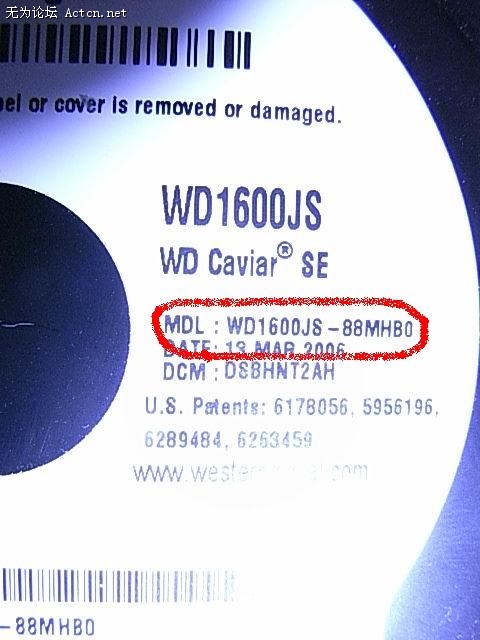 无为论坛 Actcn.net
el or cover is removed or damaged.
WD1600JS
WD Caviar® SE
MDL : WD1600JS-88MHB0
DATE: 13 MAR 2006
DCM : DSBHNT2AH
U.S. Patents: 6178056, 5956196,
6289484, 6263459
-88MHB0